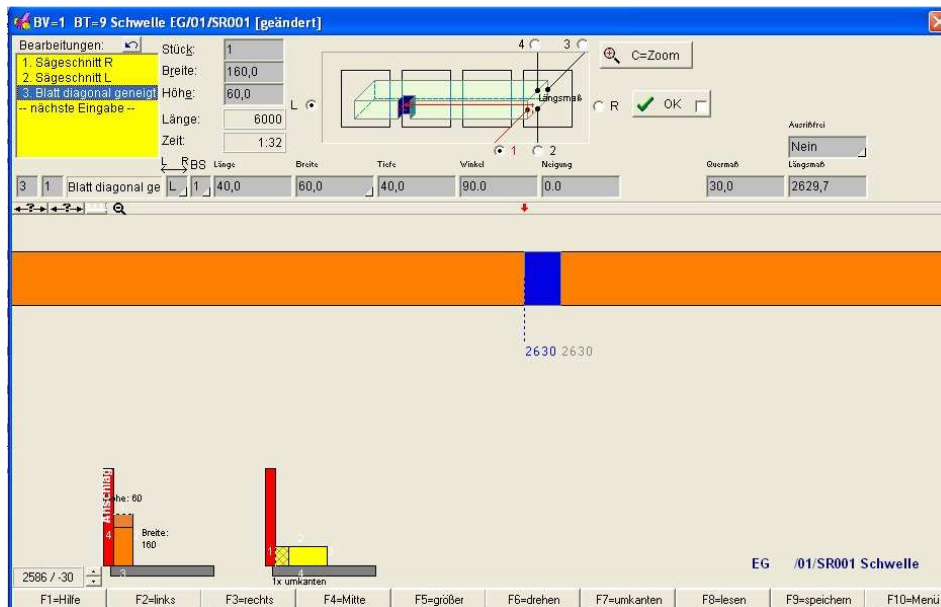 BV=1 BT=9 Schwelle EG/01/SR001 [geändert]
Bearbeitungen:
1. Sägeschnitt R
2. Sägeschnitt L
3. Blatt diagonal geneigt
-- nächste Eingabe --
Stück: 1
Breite: 160,0
Höhe: 60,0
Länge: 6000
Zeit: 1:32
4 3
L Längsmaß R
1 2
C=Zoom
OK
Ausrißfrei
Nein
L R BS Länge Breite Tiefe Winkel Neigung Quermaß Längsmaß
3 1 Blatt diagonal ge L 1 40,0 60,0 40,0 90.0 0.0 30,0 2629,7
?
?
2630 2630
Anschlag
öhe: 60
4
Breite:
160
3
1
2
4
1x umkanten
EG /01/SR001 Schwelle
2586 / -30
F1=Hilfe F2=links F3=rechts F4=Mitte F5=größer F6=drehen F7=umkanten F8=lesen F9=speichern F10=Menü